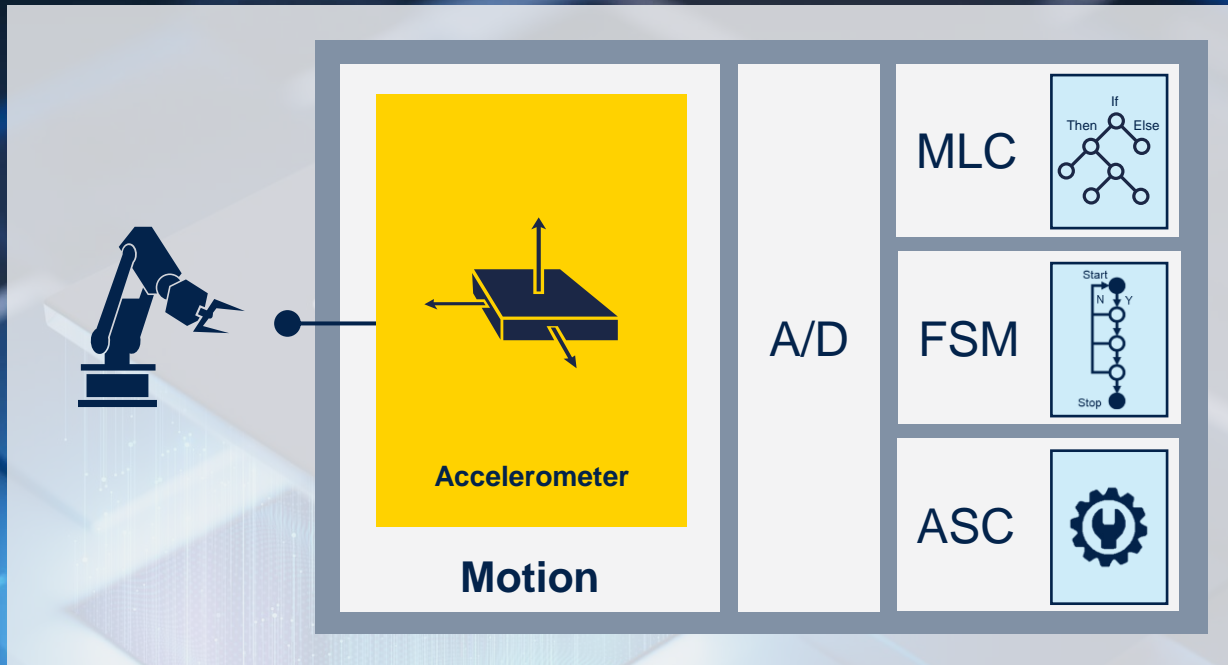 Accelerometer
Motion
A/D
MLC
If
Then Else
FSM
Start
N Y
Stop
ASC